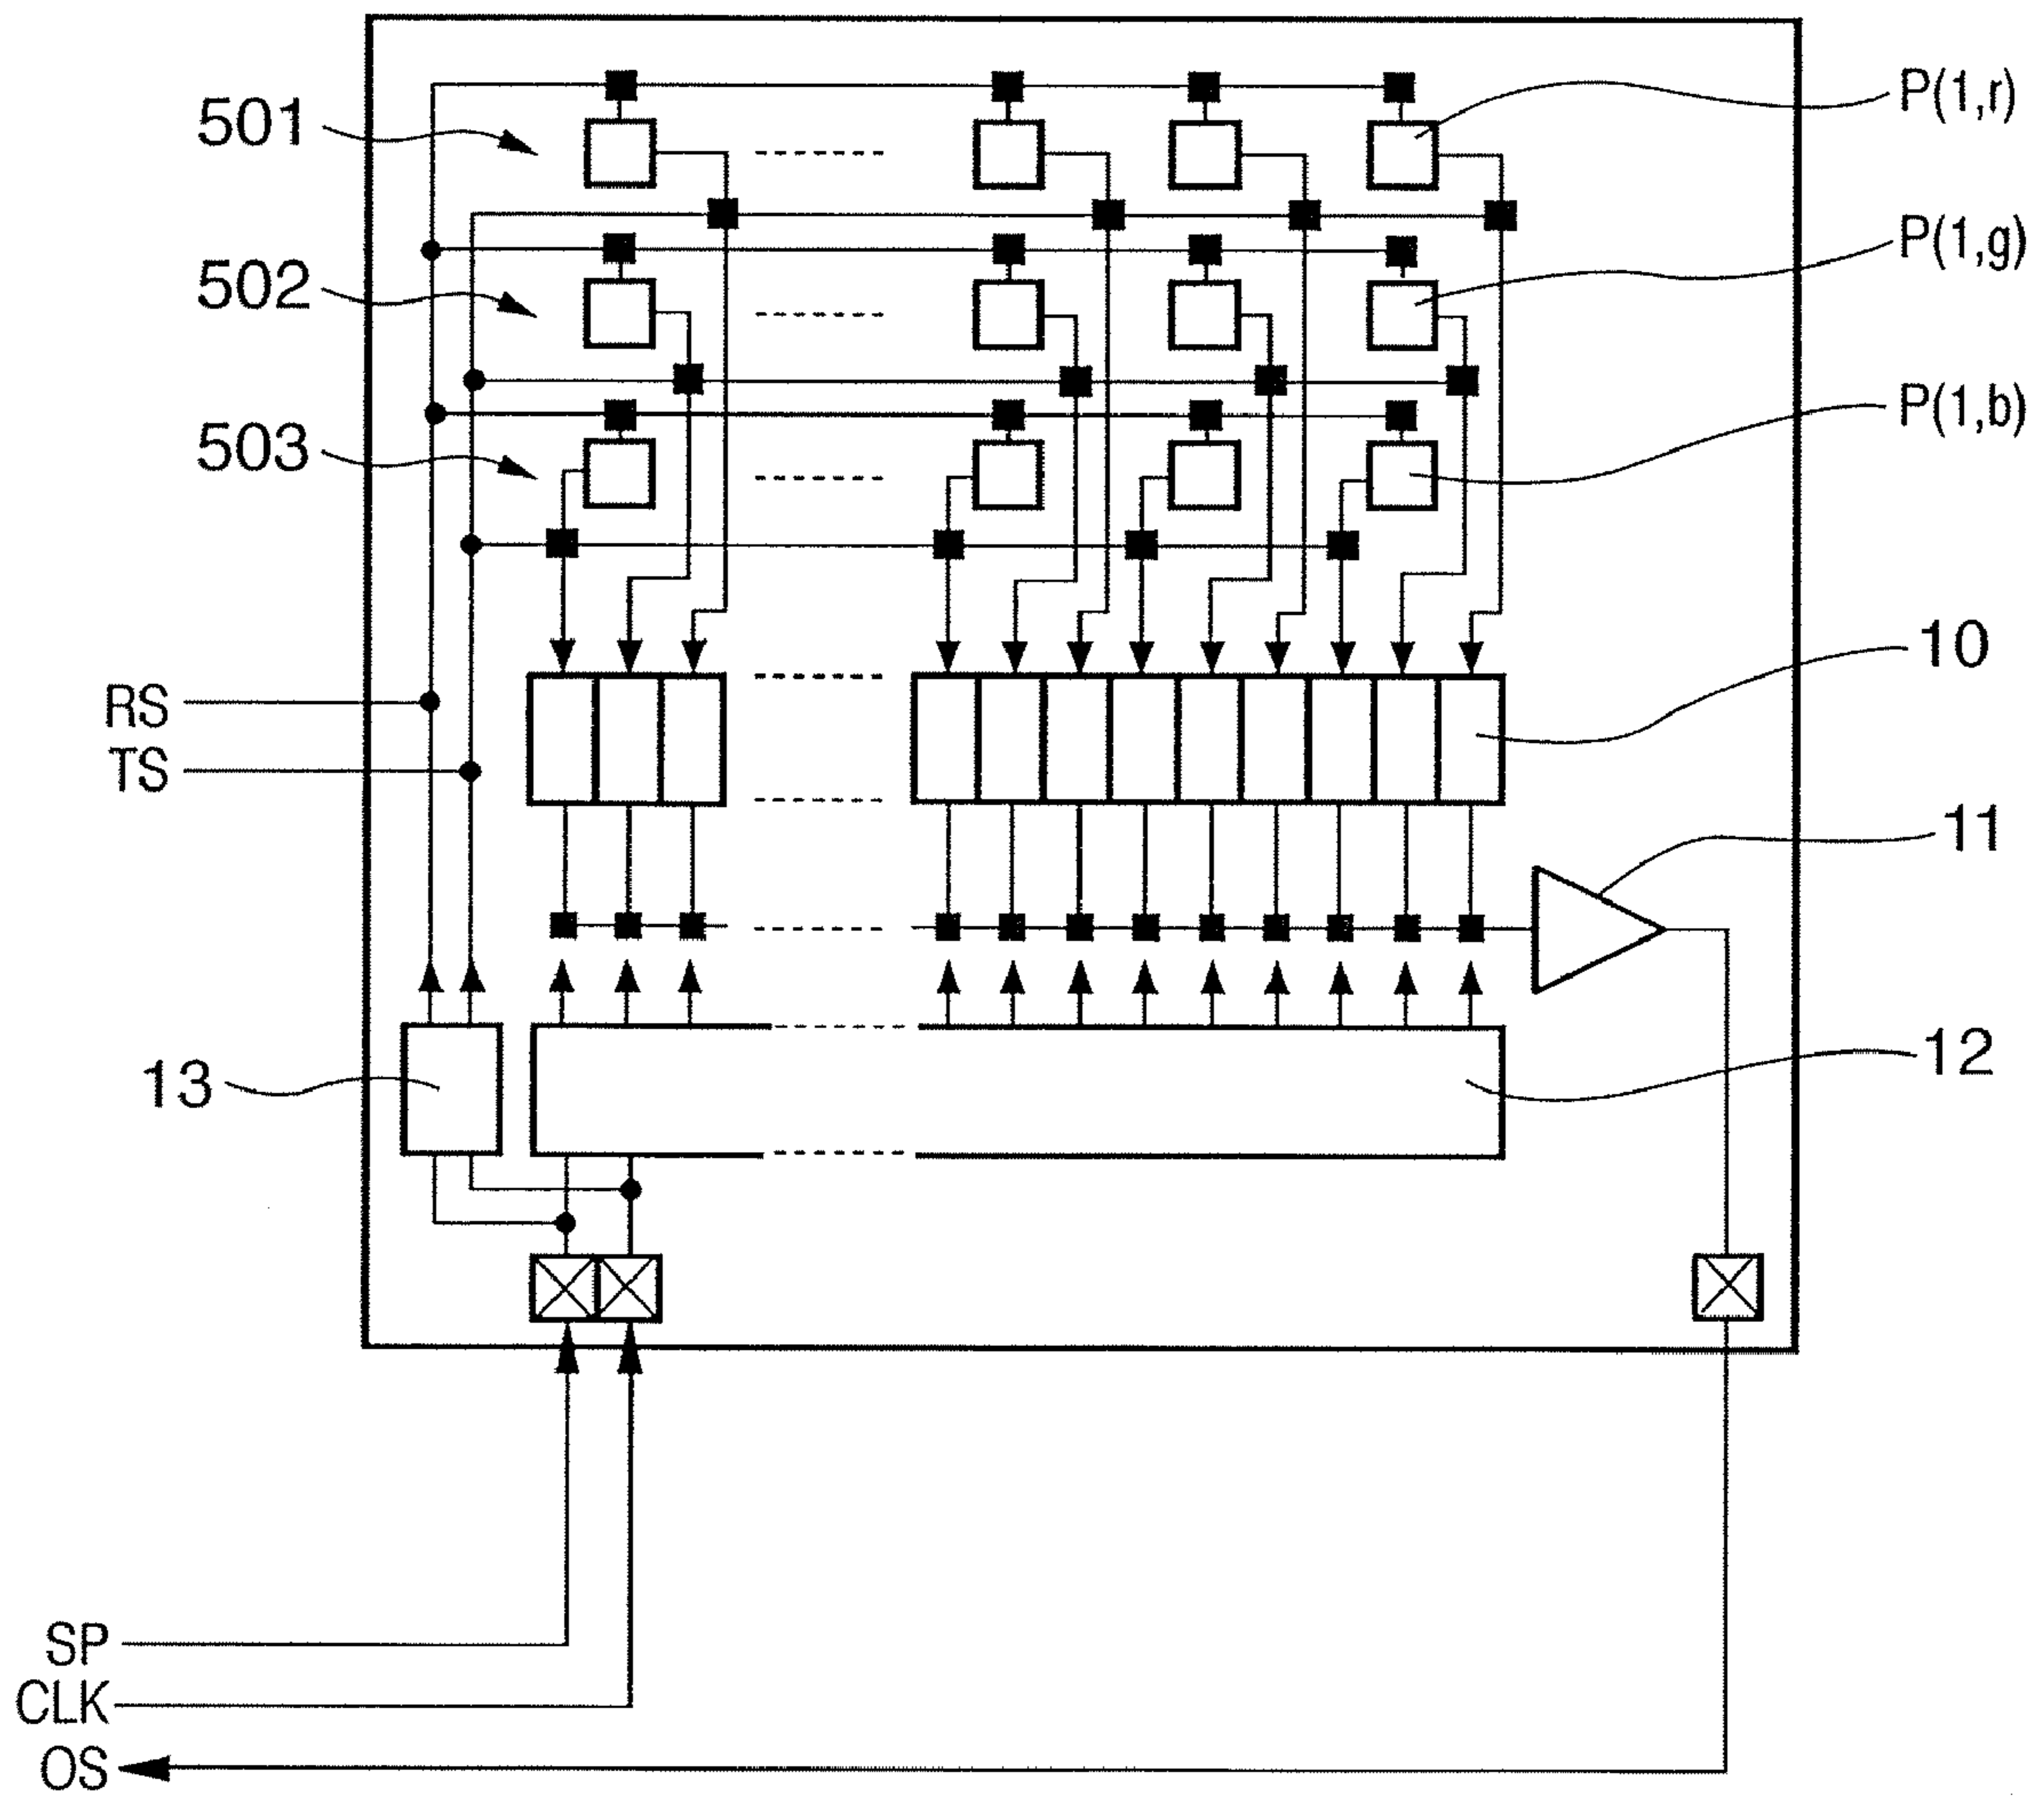 P(1,r)
501
P(1,g)
502
P(1,b)
503
10
RS
TS
11
12
13
SP
CLK
OS